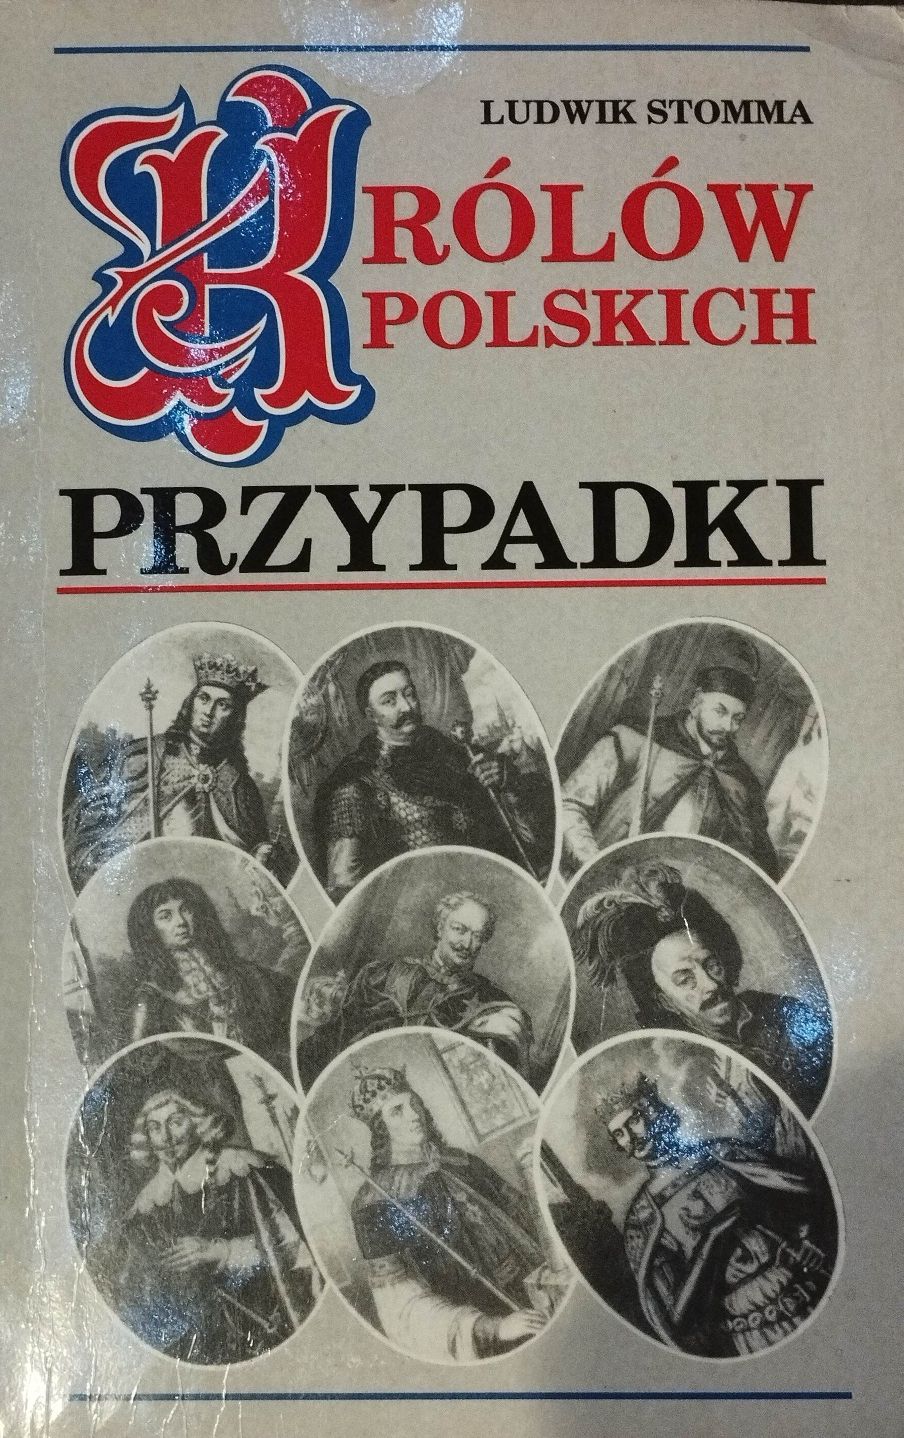 LUDWIK STOMMA
KRÓLÓW
POLSKICH
PRZYPADKI